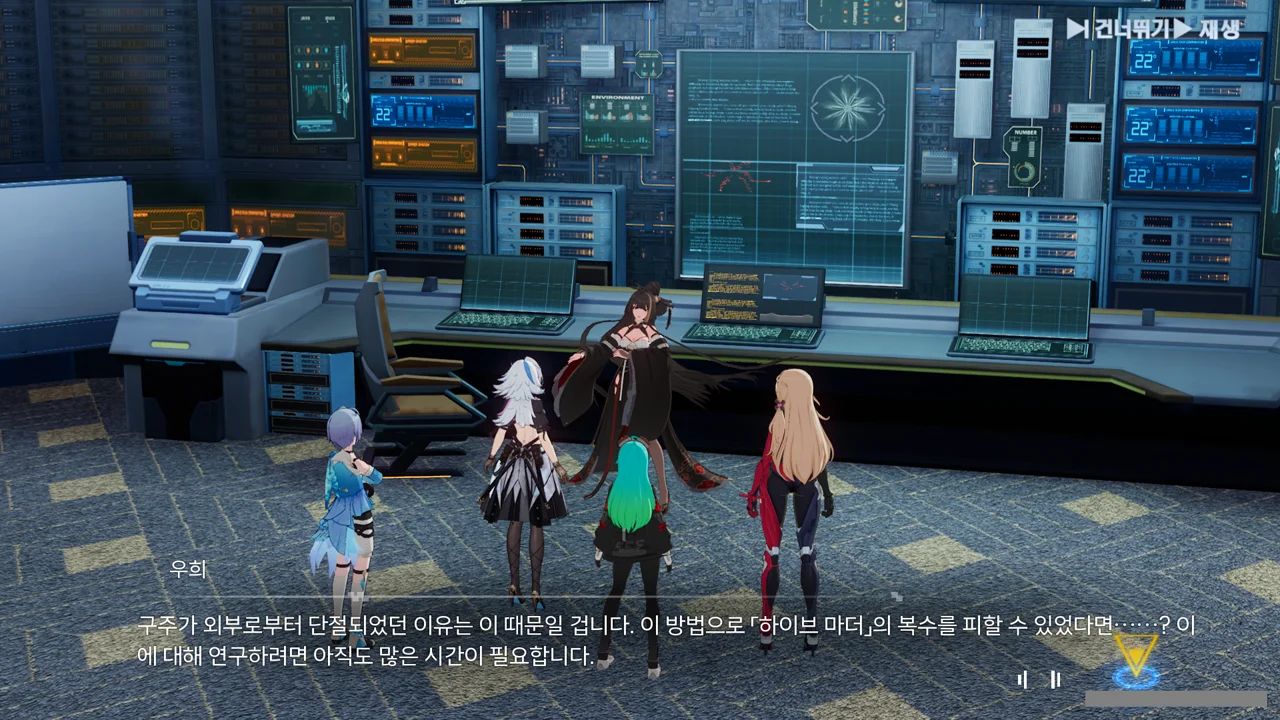 건너뛰기 재생
ENVIRONMENT
22
22
22
22
NUMBER
우희
구주가 외부로부터 단절되었던 이유는 이 때문일 겁니다. 이 방법으로 「하이브 마더」의 복수를 피할 수 있었다면……? 이
에 대해 연구하려면 아직도 많은 시간이 필요합니다.